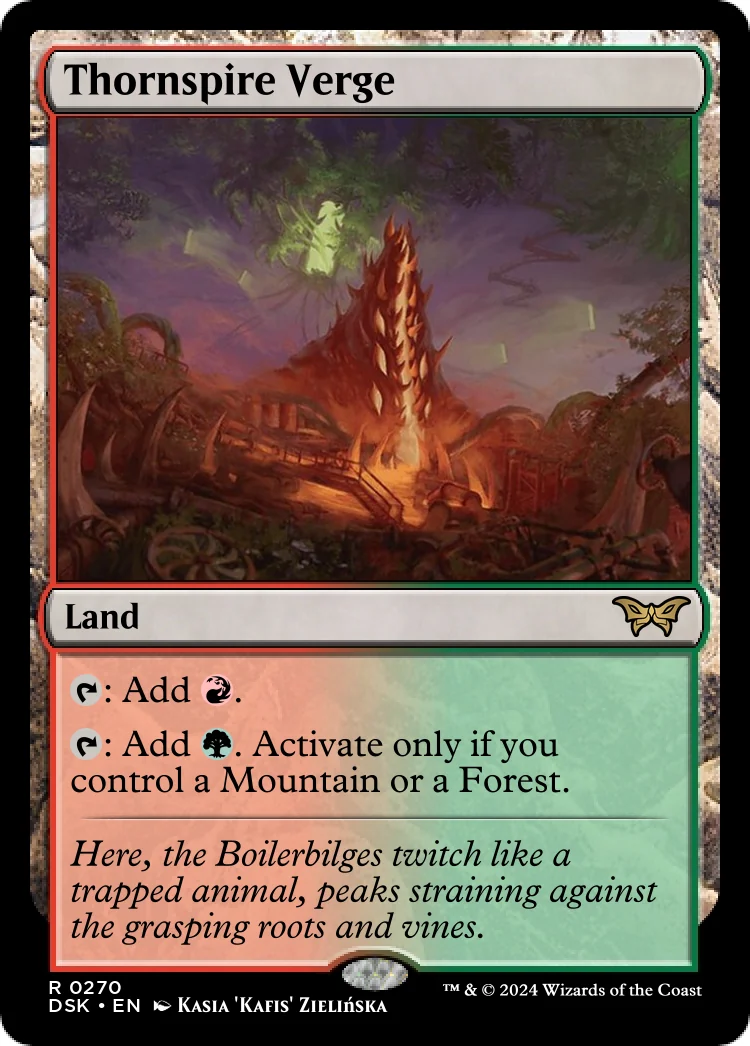 Thornspire Verge
Land
: Add .
: Add . Activate only if you
control a Mountain or a Forest.
Here, the Boilerbilges twitch like a
trapped animal, peaks straining against
the grasping roots and vines.
R 0270
DSK • EN Kasia 'Kafis' Zielińska
™ & © 2024 Wizards of the Coast